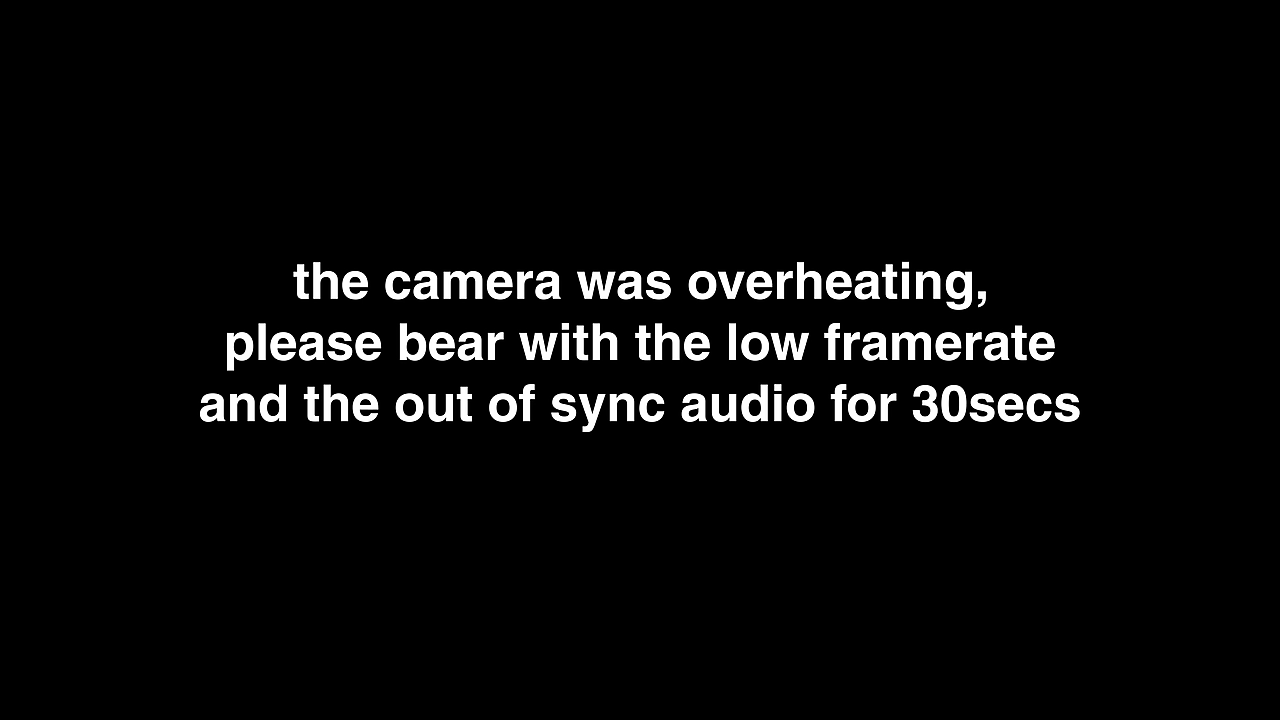 the camera was overheating,
please bear with the low framerate
and the out of sync audio for 30secs